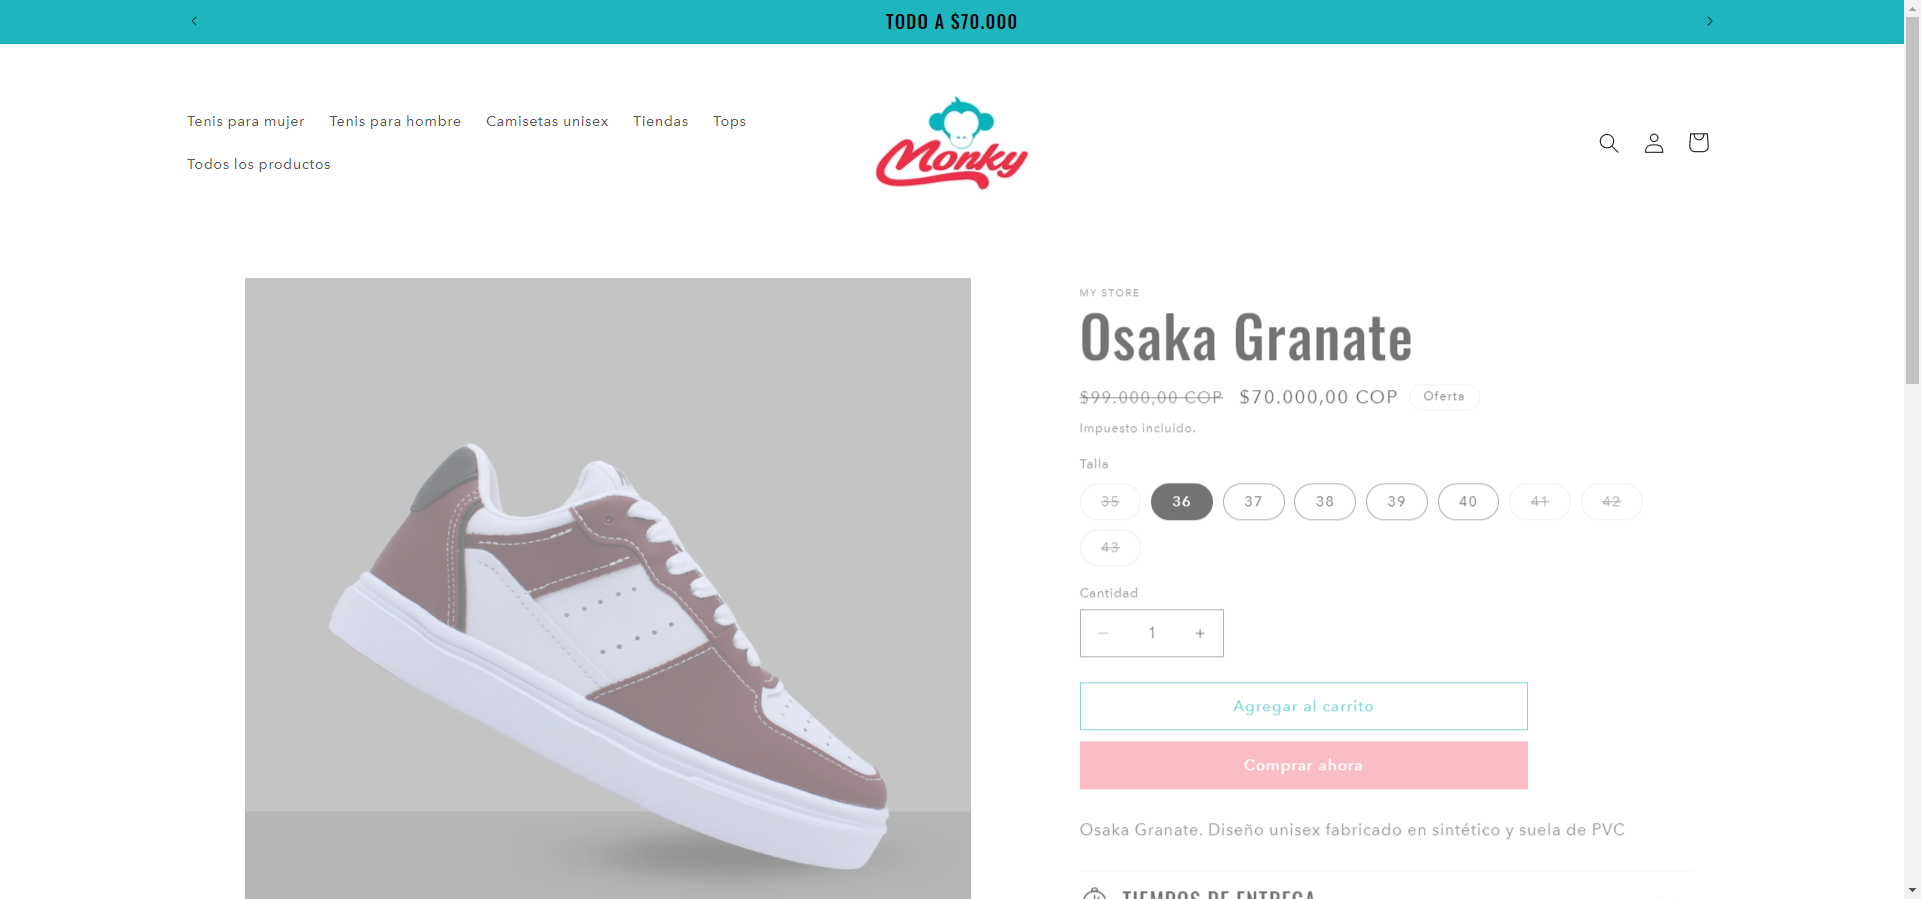 TODO A $70.000
Tenis para mujer
Tenis para hombre
Camisetas unisex
Tiendas
Tops
Todos los productos
Monky
MY STORE
Osaka Granate
$99.000,00 COP $70.000,00 COP Oferta
Impuesto incluido.
Talla
35 36 37 38 39 40 41 42
43
Cantidad
− 1 +
Agregar al carrito
Comprar ahora
Osaka Granate. Diseño unisex fabricado en sintético y suela de PVC
TIEMPOS DE ENTREGA